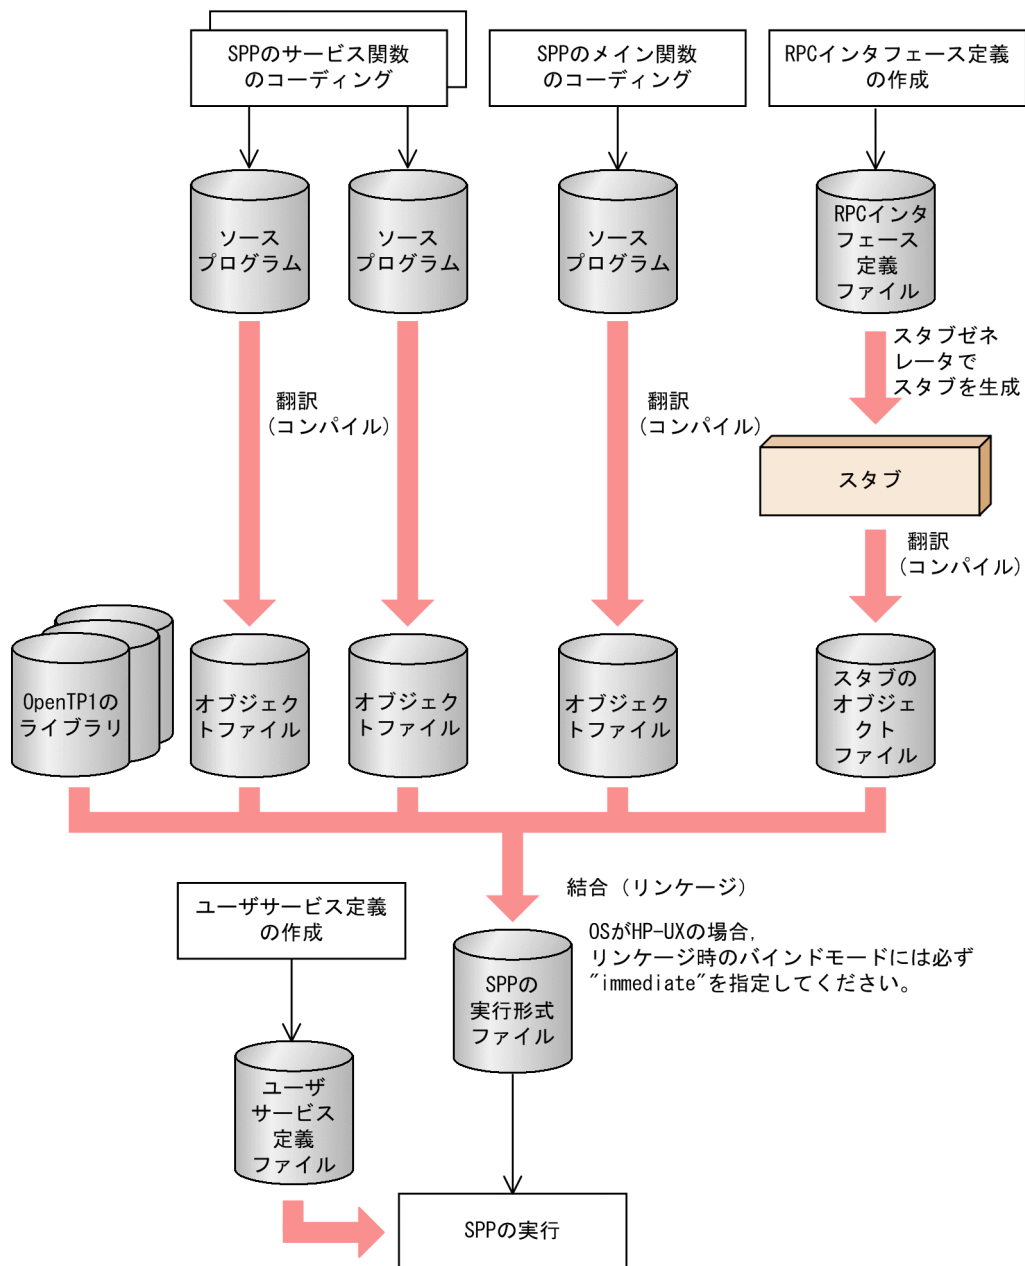 SPPのサービス関数
のコーディング
SPPのメイン関数
のコーディング
RPCインタフェース定義
の作成
ソース
プログラム
ソース
プログラム
ソース
プログラム
RPCインタ
フェース
定義
ファイル
スタブゼネ
レータで
スタブを生成
翻訳
(コンパイル)
翻訳
(コンパイル)
スタブ
翻訳
(コンパイル)
OpenTP1の
ライブラリ
オブジェク
トファイル
オブジェク
トファイル
オブジェク
トファイル
スタブの
オブジェ
クト
ファイル
結合（リンケージ）
OSがHP-UXの場合,
リンケージ時のバインドモードには必ず
"immediate"を指定してください。
ユーザサービス定義
の作成
SPPの
実行形式
ファイル
ユーザ
サービス
定義
ファイル
SPPの実行